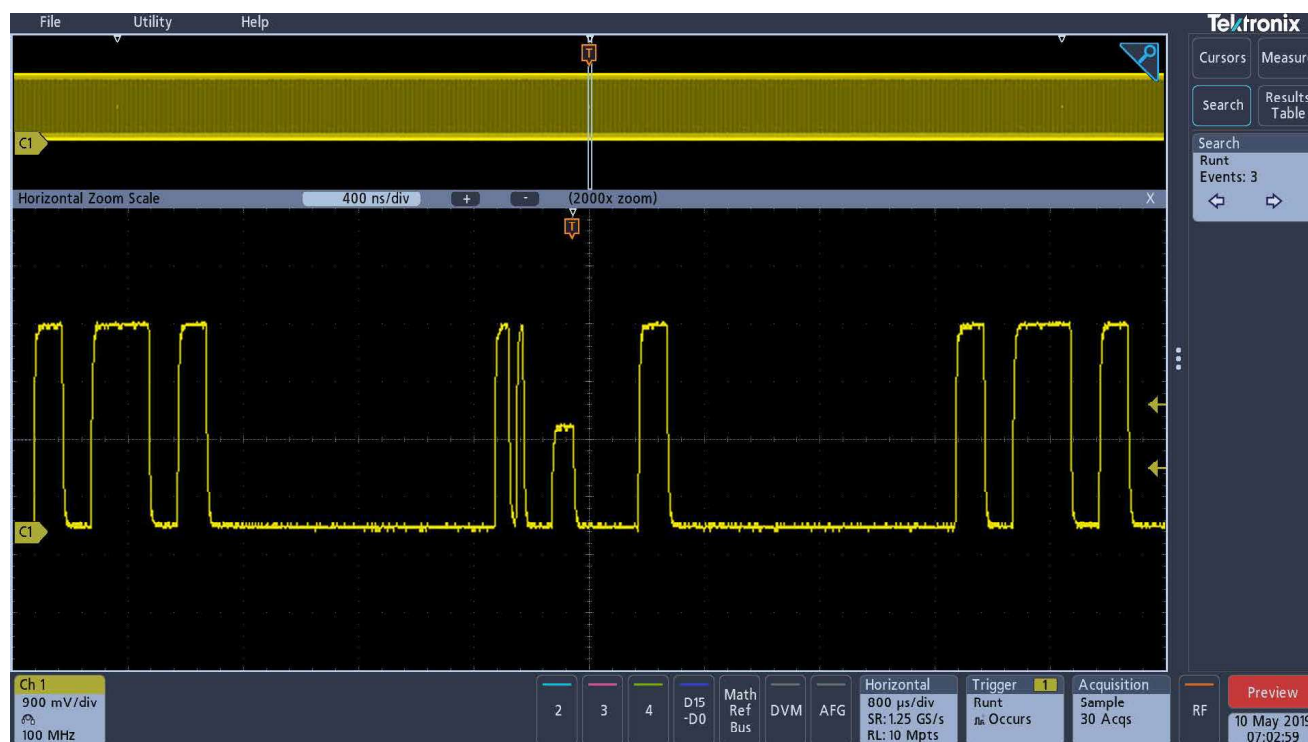 File Utility Help
Tektronix
T
Cursors Measur
Search Results Table
C1
Search
Runt
Events: 3
Horizontal Zoom Scale 400 ns/div + - (2000x zoom) X
T
C1
Ch 1
900 mV/div
100 MHz
2 3 4 D15 -D0 Math Ref Bus DVM AFG
Horizontal
800 µs/div
SR: 1.25 GS/s
RL: 10 Mpts
Trigger 1
Runt
Occurs
Acquisition
Sample
30 Acqs
RF
Preview
10 May 2019
07:02:59